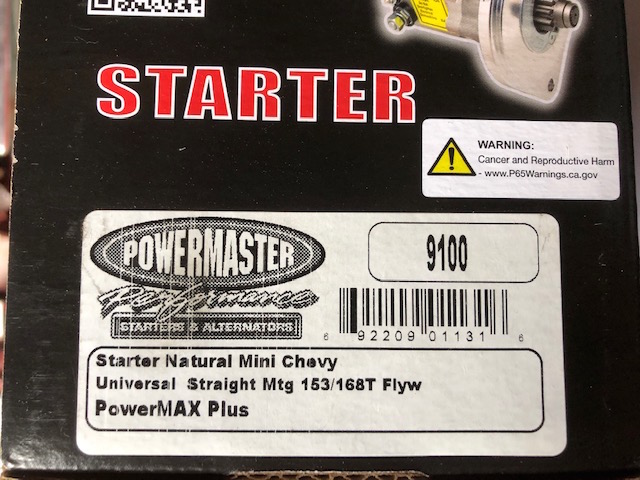 STARTER
WARNING:
Cancer and Reproductive Harm
- www.P65Warnings.ca.gov
POWERMASTER
Performance
STARTERS & ALTERNATORS
9100
6 92209 01131 6
Starter Natural Mini Chevy
Universal Straight Mtg 153/168T Flyw
PowerMAX Plus